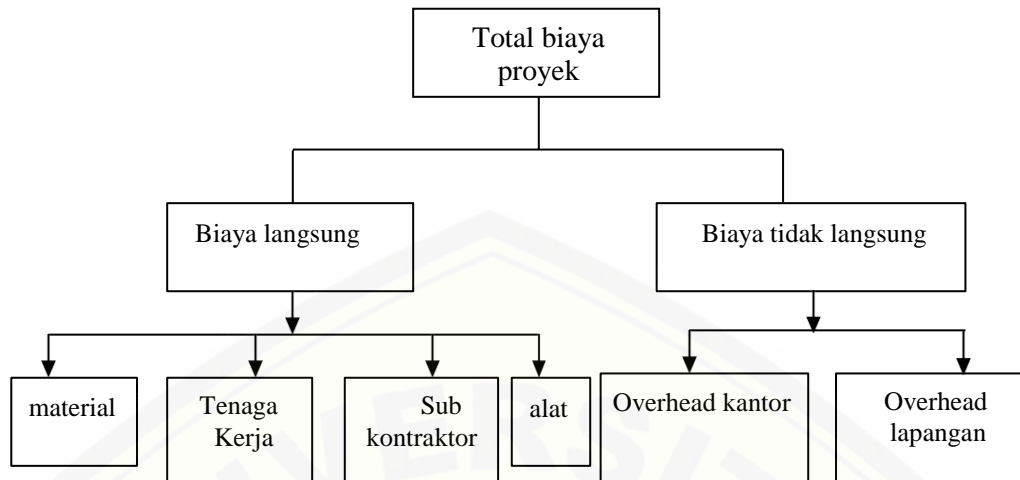 Total biaya
proyek
Biaya langsung
Biaya tidak langsung
material
Tenaga
Kerja
Sub
kontraktor
alat
Overhead kantor
Overhead
lapangan